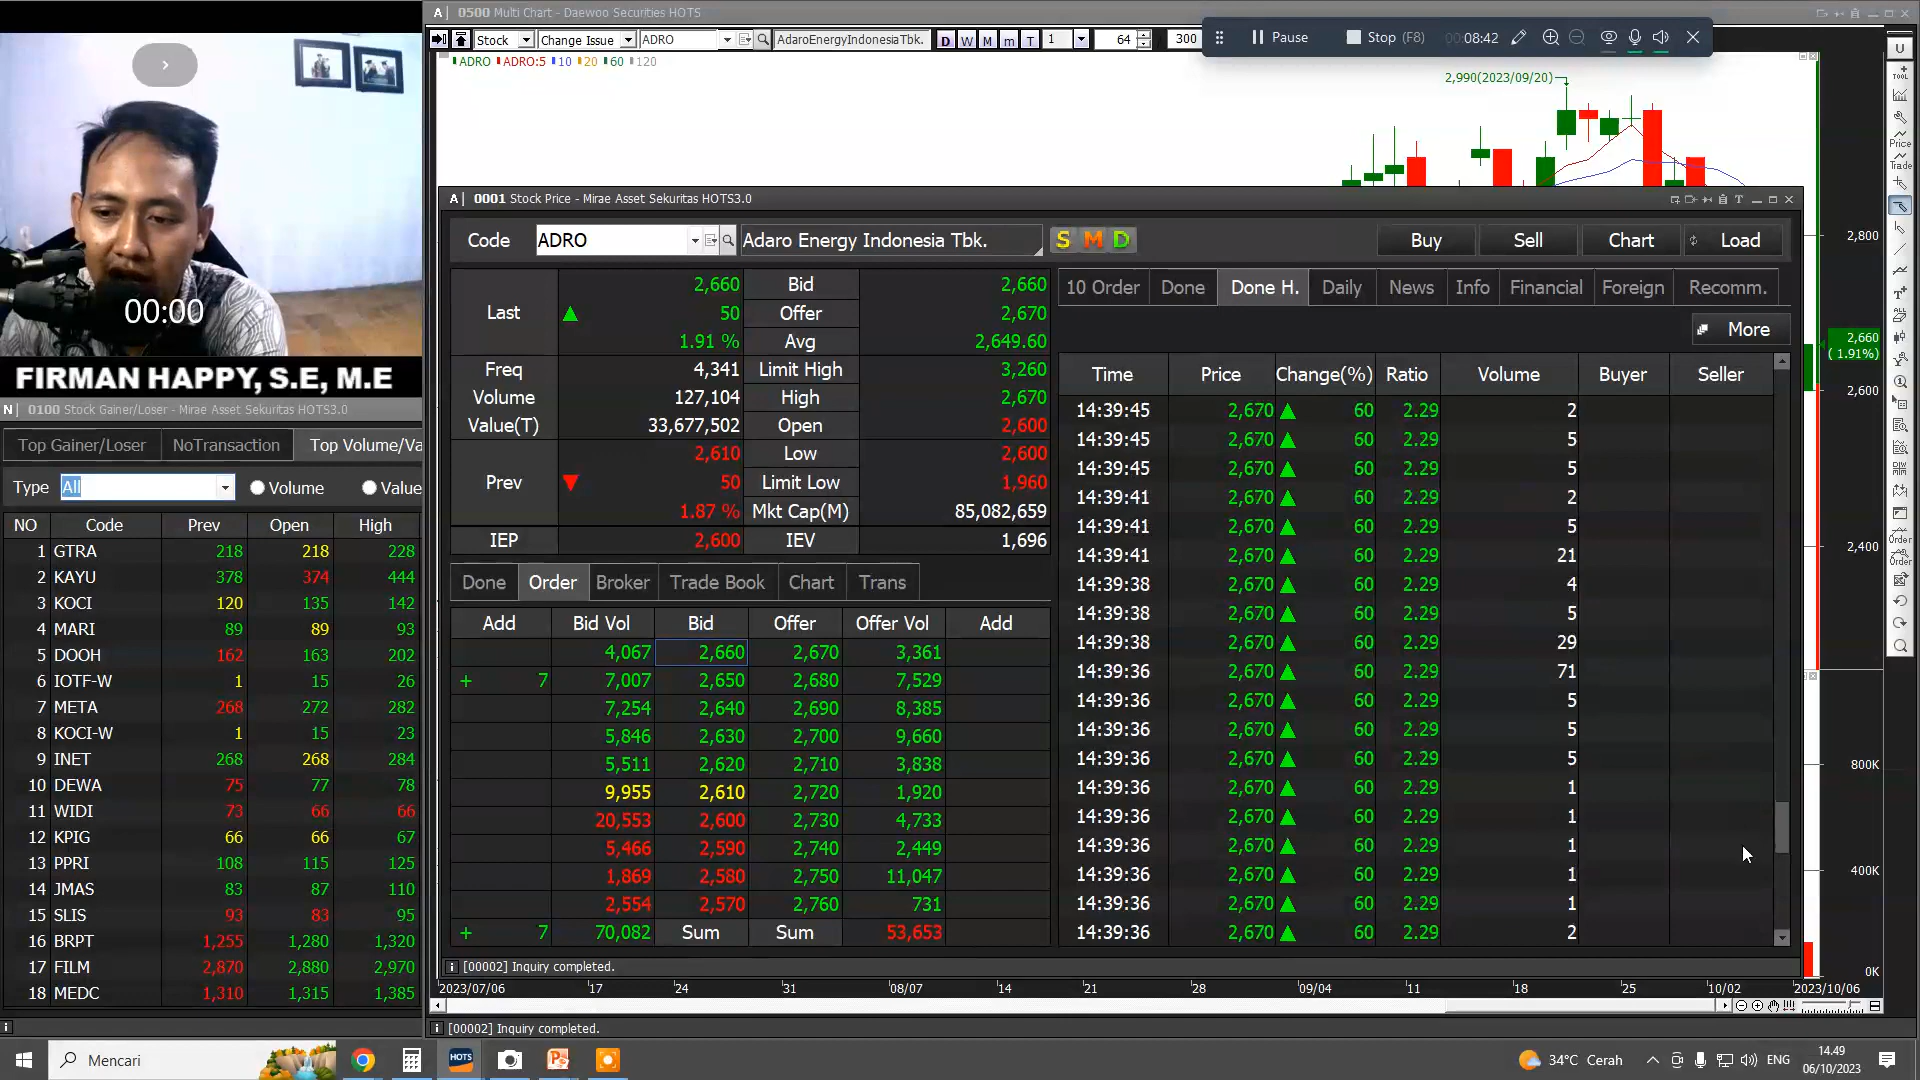 0500 Multi Chart - Daewoo Securities HOTS
Stock Change Issue ADRO AdaroEnergyIndonesiaTbk. D W M m T 1 64 300
Pause Stop (F8) 00:08:42
ADRO ADRO:5 10 20 60 120
2,990(2023/09/20)
00:00
FIRMAN HAPPY, S.E, M.E
0001 Stock Price - Mirae Asset Sekuritas HOTS3.0
Code ADRO Adaro Energy Indonesia Tbk. S M D Buy Sell Chart Load
Last 2,660 Bid 2,660
50 Offer 2,670
1.91 % Avg 2,649.60
Freq 4,341 Limit High 3,260
Volume 127,104 High 2,670
Value(T) 33,677,502 Open 2,600
Prev 2,610 Low 2,600
50 Limit Low 1,960
1.87 % Mkt Cap(M) 85,082,659
IEP 2,600 IEV 1,696
Done Order Broker Trade Book Chart Trans
Add Bid Vol Bid Offer Offer Vol Add
4,067 2,660 2,670 3,361
+ 7 7,007 2,650 2,680 7,529
7,254 2,640 2,690 8,385
5,846 2,630 2,700 9,660
5,511 2,620 2,710 3,838
9,955 2,610 2,720 1,920
20,553 2,600 2,730 4,733
5,466 2,590 2,740 2,449
1,869 2,580 2,750 11,047
2,554 2,570 2,760 731
+ 7 70,082 Sum Sum 53,653
10 Order Done Done H. Daily News Info Financial Foreign Recomm.
More
Time Price Change(%) Ratio Volume Buyer Seller
14:39:45 2,670 60 2.29 2
14:39:45 2,670 60 2.29 5
14:39:45 2,670 60 2.29 5
14:39:41 2,670 60 2.29 2
14:39:41 2,670 60 2.29 5
14:39:41 2,670 60 2.29 21
14:39:38 2,670 60 2.29 4
14:39:38 2,670 60 2.29 5
14:39:38 2,670 60 2.29 29
14:39:36 2,670 60 2.29 71
14:39:36 2,670 60 2.29 5
14:39:36 2,670 60 2.29 5
14:39:36 2,670 60 2.29 5
14:39:36 2,670 60 2.29 1
14:39:36 2,670 60 2.29 1
14:39:36 2,670 60 2.29 1
14:39:36 2,670 60 2.29 1
14:39:36 2,670 60 2.29 1
14:39:36 2,670 60 2.29 2
[00002] Inquiry completed.
2,800
2,660
( 1.91%)
2,600
2,400
800K
400K
0K
2023/07/06 17 24 31 08/07 14 21 28 09/04 11 18 25 10/02 2023/10/06
[00002] Inquiry completed.
0100 Stock Gainer/Loser - Mirae Asset Sekuritas HOTS3.0
Top Gainer/Loser NoTransaction Top Volume/Va
Type All Volume Value
NO Code Prev Open High
1 GTRA 218 218 228
2 KAYU 378 374 444
3 KOCI 120 135 142
4 MARI 89 89 93
5 DOOH 162 163 202
6 IOTF-W 1 15 26
7 META 268 272 282
8 KOCI-W 1 15 23
9 INET 268 268 284
10 DEWA 75 77 78
11 WIDI 73 66 66
12 KPIG 66 66 67
13 PPRI 108 115 125
14 JMAS 83 87 110
15 SLIS 93 83 95
16 BRPT 1,255 1,280 1,320
17 FILM 2,870 2,880 2,970
18 MEDC 1,310 1,315 1,385
U
Price
Trade
Order
Order
Mencari HOTS 34°C Cerah ENG 14.49
06/10/2023